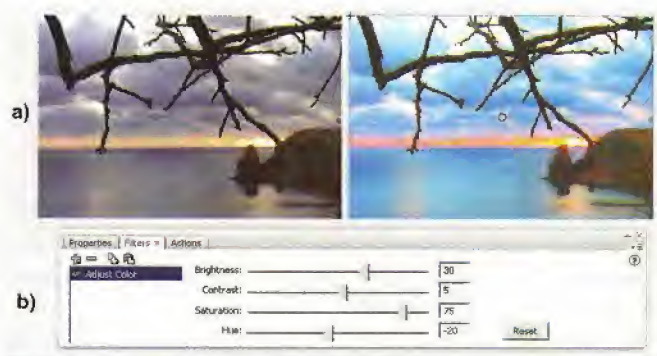 a)
b)
Properties Filters × Actions
Adjust Color
Brightness: 30
Contrast: 5
Saturation: 75
Hue: -20 Reset